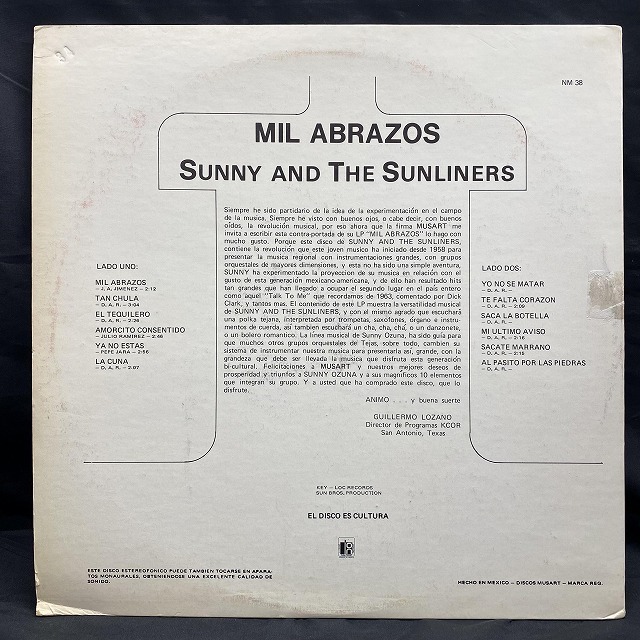 NM 38
MIL ABRAZOS
SUNNY AND THE SUNLINERS
Siempre he sido partidario de la idea de la experimentación en el campo
de la musica. Siempre he visto con buenos ojos, o cabe decir, con buenos
oídos, la revolución musical, por eso ahora que la firma MUSART me
invita a escribir esta contra-portada de su LP "MIL ABRAZOS" lo hago con
mucho gusto. Porque este disco de SUNNY AND THE SUNLINERS,
contiene la revolución que este joven musico ha iniciado desde 1958 para
presentar la musica regional con instrumentaciones grandes, con grupos
orquestales de mayores dimensiones, y esta no ha sido una simple aventura,
SUNNY ha experimentado la proyeccion de su musica en relación con el
gusto de esta generación mexicano-americana, y de ello han resultado hits
tan grandes que han llegado a ocupar el segundo lugar en el país entero
como aquel "Talk To Me" que recordamos de 1963, comentado por Dick
Clark, y tantos mas. El contenido de este LP muestra la versatilidad musical
de SUNNY AND THE SUNLINERS, y con el mismo agrado que escuchará
una polka tejana, interpretada por trompetas, saxofones, órgano e instru-
mentos de cuerda, así tambien escuchará un cha, cha, chá, o un danzonete,
o un bolero romantico. La línea musical de Sunny Ozuna, ha sido guía para
que muchos otros grupos orquestales de Tejas, sobre todo, cambien su
sistema de instrumentar nuestra musica para presentarla así, grande, con la
grandeza que debe ser llevada la musica que disfruta esta generación
bi-cultural. Felicitaciones a MUSART y nuestros mejores deseos de
prosperidad y triunfos a SUNNY OZUNA y a sus magnificos 10 elementos
que integran su grupo. Y a usted que ha comprado este disco, que lo
disfrute.
ANIMO . . . y buena suerte
GUILLERMO LOZANO
Director de Programas KCOR
San Antonio, Texas
LADO UNO:
MIL ABRAZOS
– J. A. JIMENEZ – 2:12
TAN CHULA
– D. A. R. – 3:04
EL TEQUILERO
– D. A. R. – 2:36
AMORCITO CONSENTIDO
– JULIO RAMIREZ – 2:46
YA NO ESTAS
– PEPE JARA – 2:56
LA CUNA
– D. A. R. – 2:07
LADO DOS:
YO NO SE MATAR
– D. A. R. –
TE FALTA CORAZON
– D. A. R. – 2:09
SACA LA BOTELLA
– D. A. R. –
MI ULTIMO AVISO
– D. A. R. – 2:16
SACATE MARRANO
– D. A. R. – 2:15
AL PASITO POR LAS PIEDRAS
– D. A. R. –
KEY – LOC RECORDS
SUN BROS. PRODUCTION
EL DISCO ES CULTURA
ESTE DISCO ESTEREOFONICO PUEDE TAMBIEN TOCARSE EN APARA-
TOS MONAURALES, OBTENIENDOSE UNA EXCELENTE CALIDAD DE
SONIDO.
HECHO EN MEXICO – DISCOS MUSART – MARCA REG.